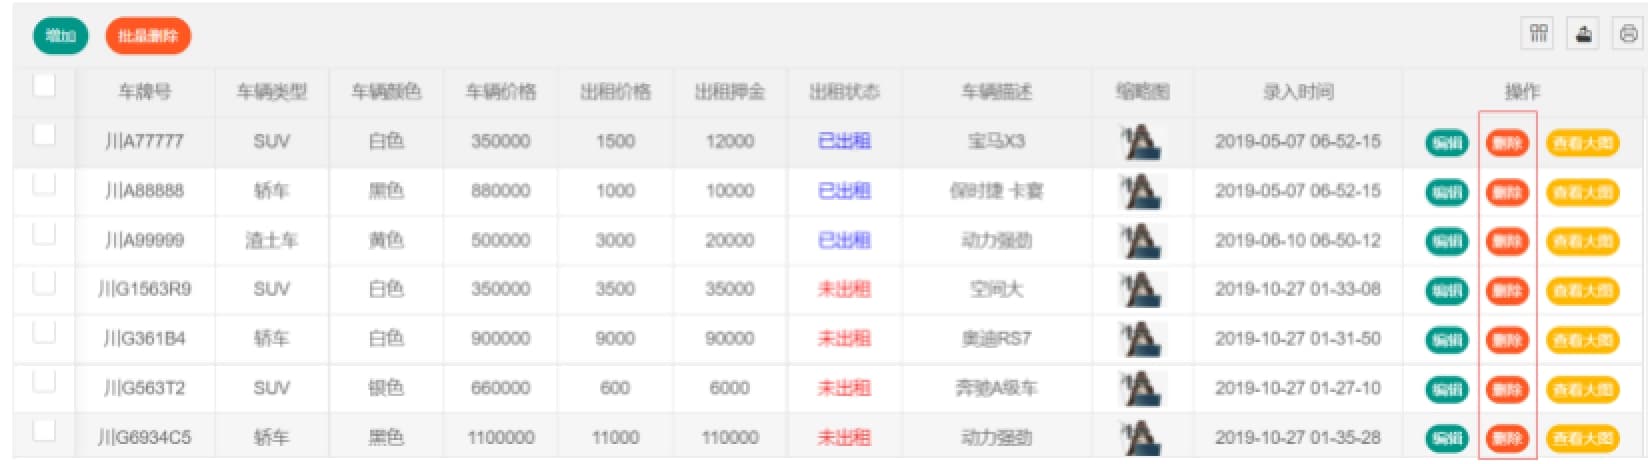 增加 批量删除
车牌号 车辆类型 车辆颜色 车辆价格 出租价格 出租押金 出租状态 车辆描述 缩略图 录入时间 操作
川A77777 SUV 白色 350000 1500 12000 已出租 宝马X3 2019-05-07 06-52-15 编辑 删除 查看大图
川A88888 轿车 黑色 880000 1000 10000 已出租 保时捷 卡宴 2019-05-07 06-52-15 编辑 删除 查看大图
川A99999 渣土车 黄色 500000 3000 20000 已出租 动力强劲 2019-06-10 06-50-12 编辑 删除 查看大图
川G1563R9 SUV 白色 350000 3500 35000 未出租 空间大 2019-10-27 01-33-08 编辑 删除 查看大图
川G361B4 轿车 白色 900000 9000 90000 未出租 奥迪RS7 2019-10-27 01-31-50 编辑 删除 查看大图
川G563T2 SUV 银色 660000 600 6000 未出租 奔驰A级车 2019-10-27 01-27-10 编辑 删除 查看大图
川G6934C5 轿车 黑色 1100000 11000 110000 未出租 动力强劲 2019-10-27 01-35-28 编辑 删除 查看大图